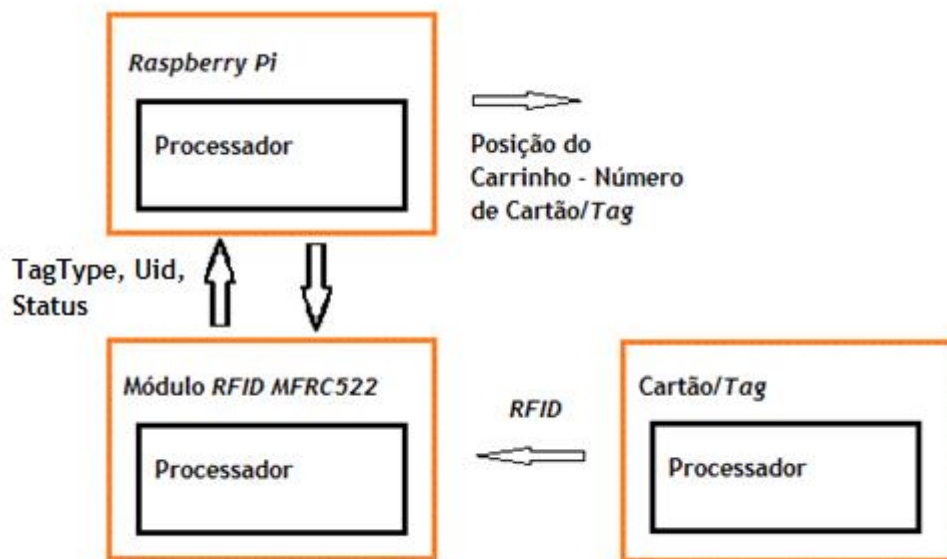 Raspberry Pi
Processador
Posição do
Carrinho - Número
de Cartão/Tag
TagType, Uid,
Status
Módulo RFID MFRC522
Processador
RFID
Cartão/Tag
Processador